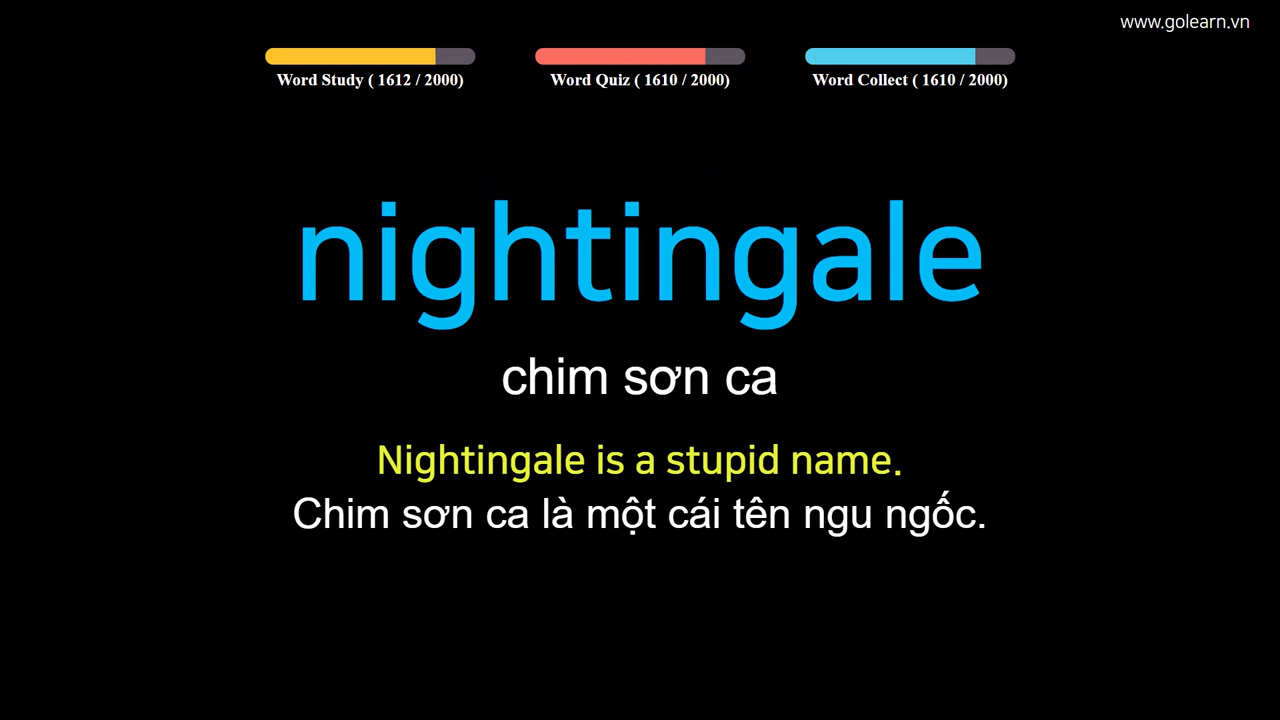 www.golearn.vn
Word Study ( 1612 / 2000) Word Quiz ( 1610 / 2000) Word Collect ( 1610 / 2000)
nightingale
chim sơn ca
Nightingale is a stupid name.
Chim sơn ca là một cái tên ngu ngốc.